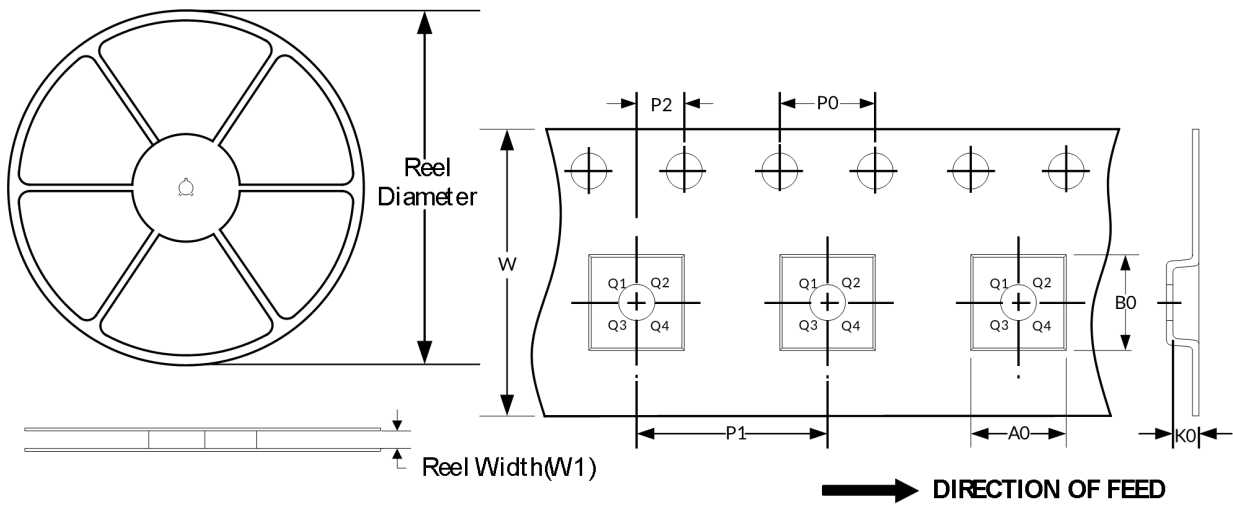 P2
P0
Reel
Diameter
W
Q1 Q2
Q3 Q4
Q1 Q2
Q3 Q4
Q1 Q2
Q3 Q4
B0
P1
A0
K0
Reel Width(W1)
DIRECTION OF FEED